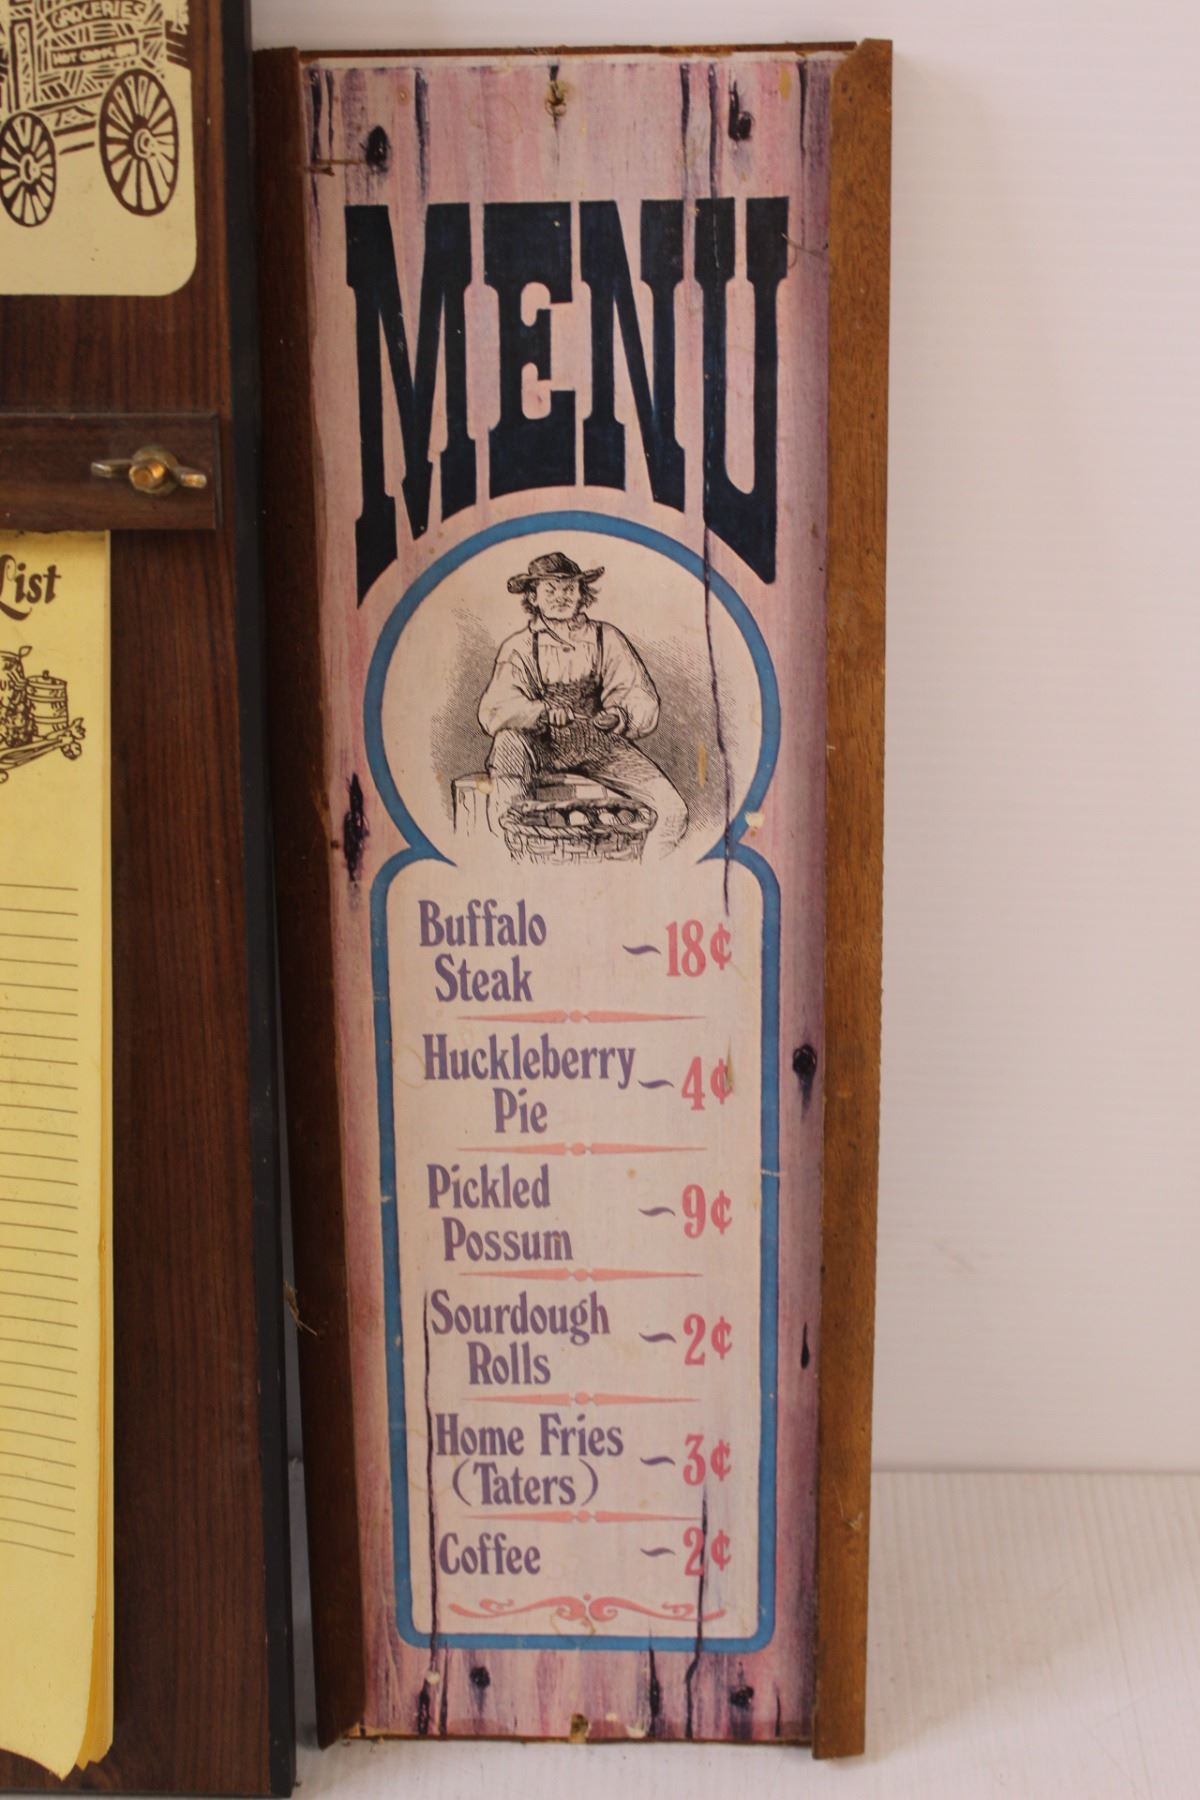 GROCERIES
List
MENU
Buffalo
Steak ~18¢
Huckleberry
Pie ~4¢
Pickled
Possum ~9¢
Sourdough
Rolls ~2¢
Home Fries
(Taters) ~3¢
Coffee ~2¢